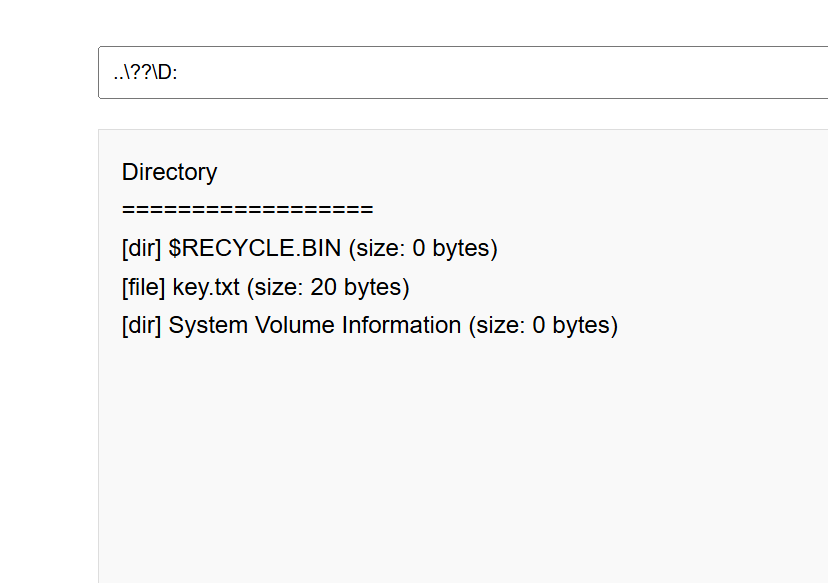 ..\??\D:
Directory
==================
[dir] $RECYCLE.BIN (size: 0 bytes)
[file] key.txt (size: 20 bytes)
[dir] System Volume Information (size: 0 bytes)